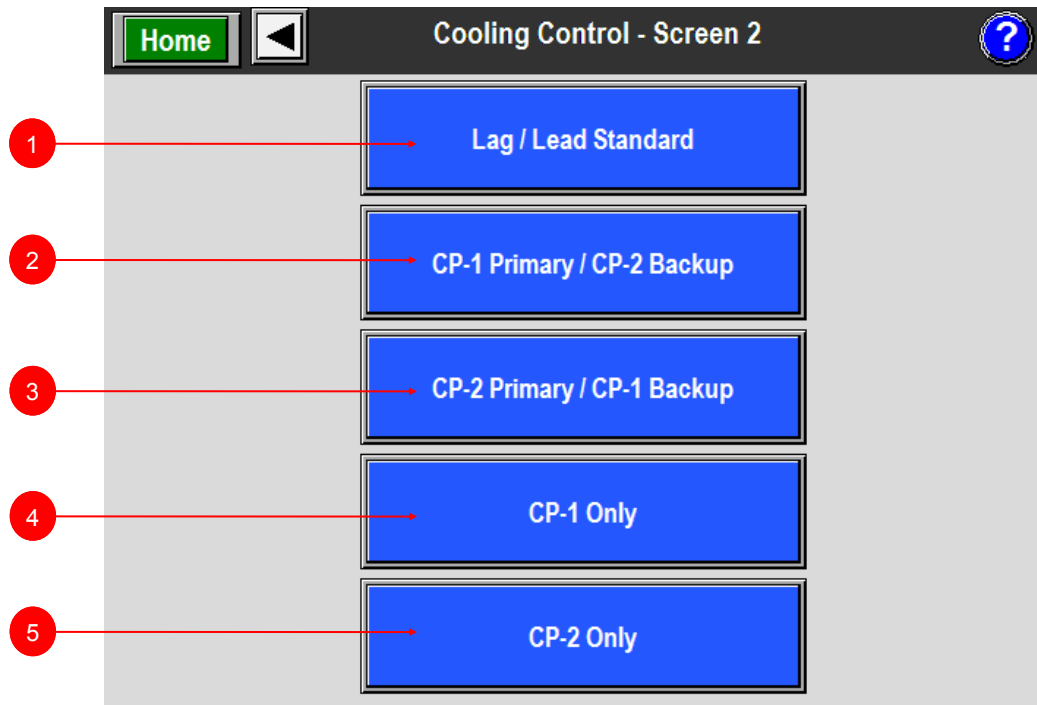 Home
Cooling Control - Screen 2
?
1
Lag / Lead Standard
2
CP-1 Primary / CP-2 Backup
3
CP-2 Primary / CP-1 Backup
4
CP-1 Only
5
CP-2 Only